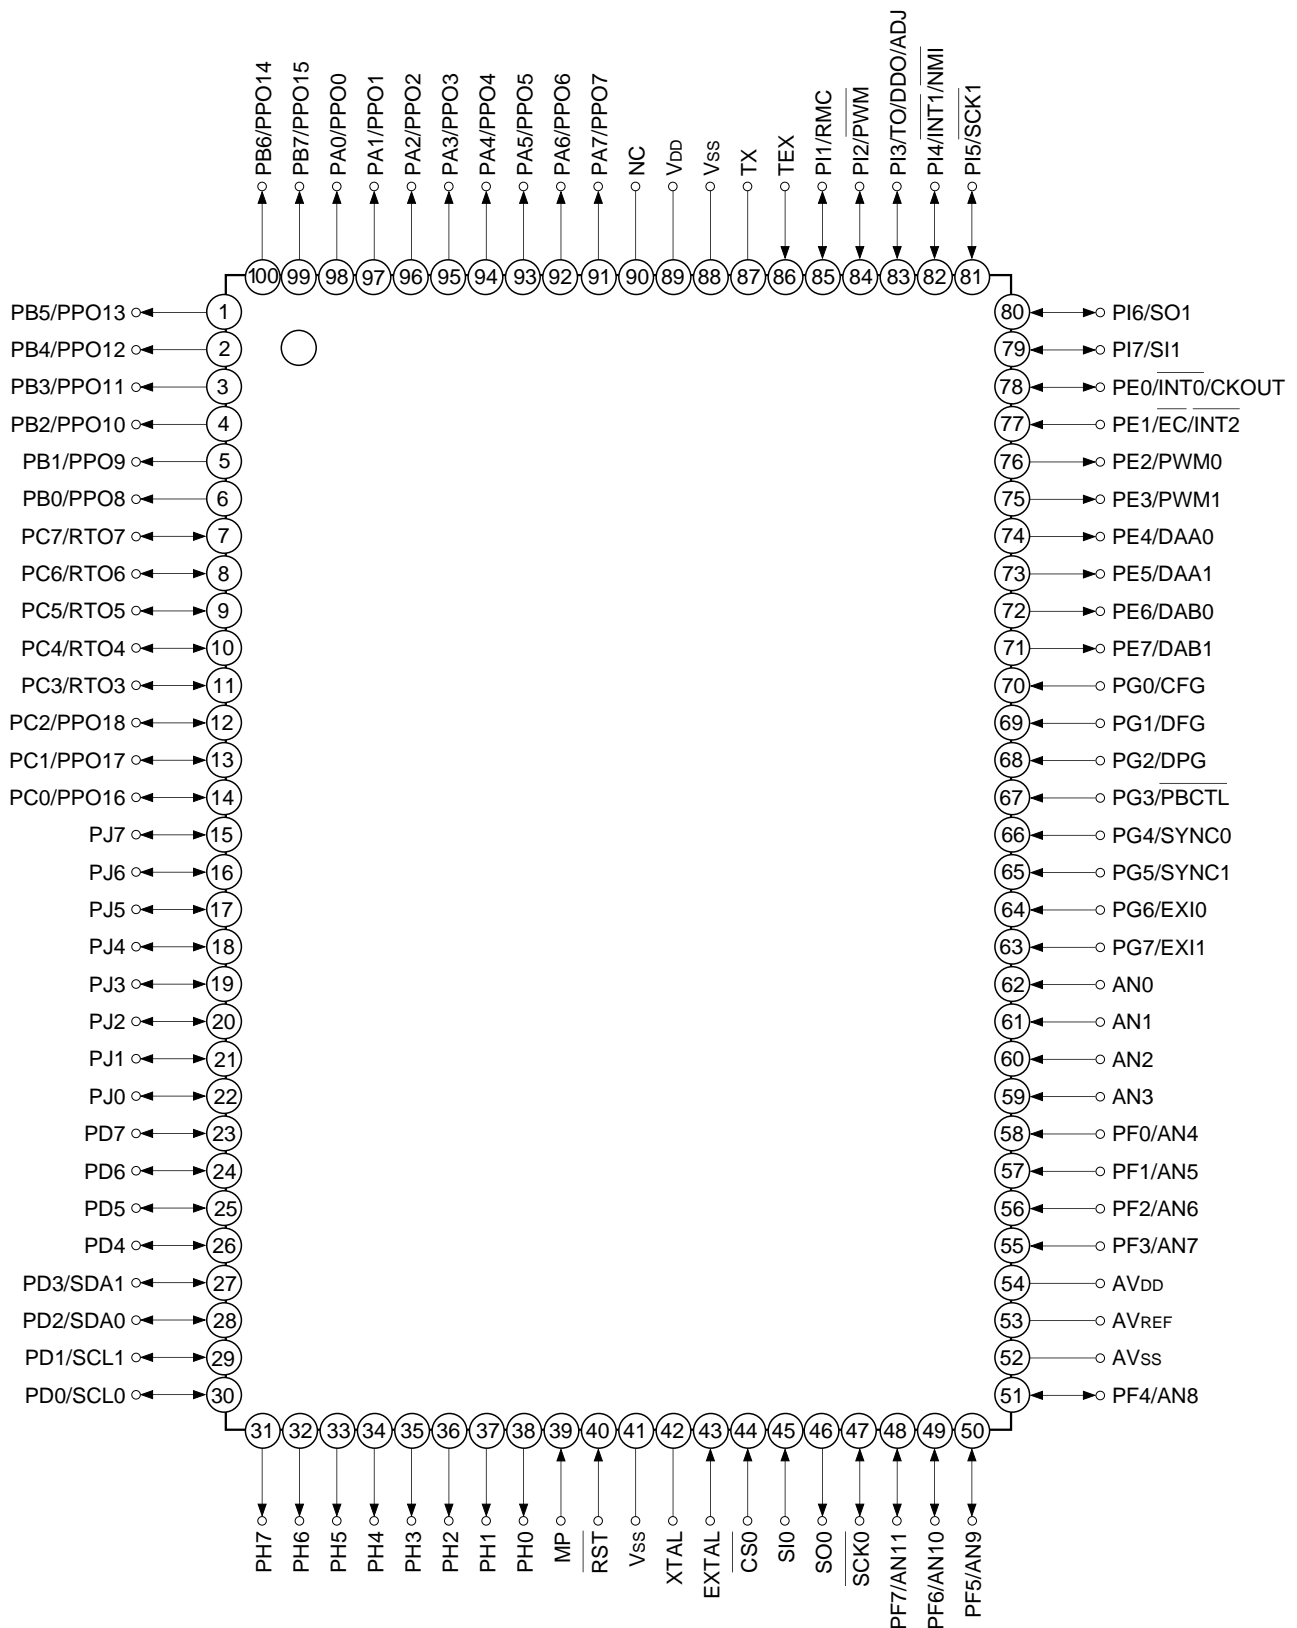 PB6/PPO14
PB7/PPO15
PA0/PPO0
PA1/PPO1
PA2/PPO2
PA3/PPO3
PA4/PPO4
PA5/PPO5
PA6/PPO6
PA7/PPO7
NC
VDD
VSS
TX
TEX
PI1/RMC
PI2/PWM
PI3/TO/DDO/ADJ
PI4/INT1/NMI
PI5/SCK1
100 99 98 97 96 95 94 93 92 91 90 89 88 87 86 85 84 83 82 81
PB5/PPO13 1 80 PI6/SO1
PB4/PPO12 2 79 PI7/SI1
PB3/PPO11 3 78 PE0/INT0/CKOUT
PB2/PPO10 4 77 PE1/EC/INT2
PB1/PPO9 5 76 PE2/PWM0
PB0/PPO8 6 75 PE3/PWM1
PC7/RTO7 7 74 PE4/DAA0
PC6/RTO6 8 73 PE5/DAA1
PC5/RTO5 9 72 PE6/DAB0
PC4/RTO4 10 71 PE7/DAB1
PC3/RTO3 11 70 PG0/CFG
PC2/PPO18 12 69 PG1/DFG
PC1/PPO17 13 68 PG2/DPG
PC0/PPO16 14 67 PG3/PBCTL
PJ7 15 66 PG4/SYNC0
PJ6 16 65 PG5/SYNC1
PJ5 17 64 PG6/EXI0
PJ4 18 63 PG7/EXI1
PJ3 19 62 AN0
PJ2 20 61 AN1
PJ1 21 60 AN2
PJ0 22 59 AN3
PD7 23 58 PF0/AN4
PD6 24 57 PF1/AN5
PD5 25 56 PF2/AN6
PD4 26 55 PF3/AN7
PD3/SDA1 27 54 AVDD
PD2/SDA0 28 53 AVREF
PD1/SCL1 29 52 AVSS
PD0/SCL0 30 51 PF4/AN8
31 32 33 34 35 36 37 38 39 40 41 42 43 44 45 46 47 48 49 50
PH7
PH6
PH5
PH4
PH3
PH2
PH1
PH0
MP
RST
VSS
XTAL
EXTAL
CS0
SI0
SO0
SCK0
PF7/AN11
PF6/AN10
PF5/AN9